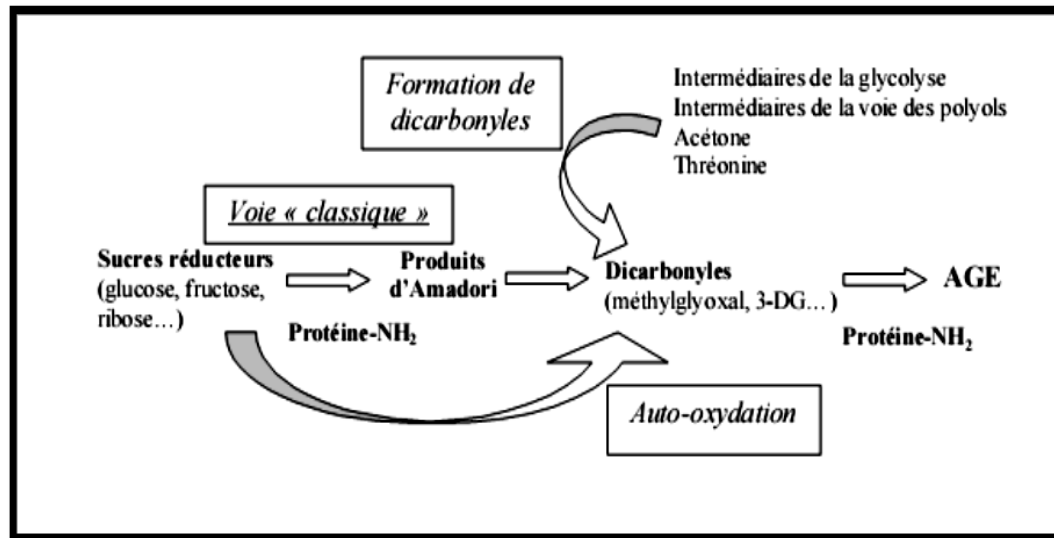 Formation de
dicarbonyles
Intermédiaires de la glycolyse
Intermédiaires de la voie des polyols
Acétone
Thréonine
Voie « classique »
Sucres réducteurs
(glucose, fructose,
ribose...)
Protéine-NH₂
Produits
d'Amadori
Dicarbonyles
(méthylglyoxal, 3-DG...)
AGE
Protéine-NH₂
Auto-oxydation